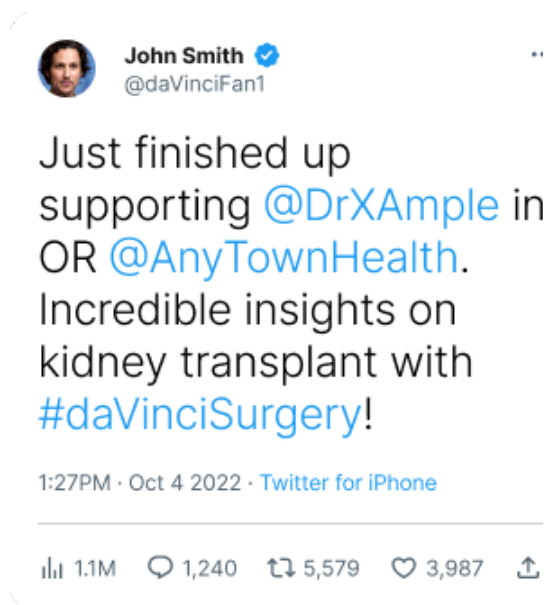 John Smith
@daVinciFan1
Just finished up
supporting @DrXAmple in
OR @AnyTownHealth.
Incredible insights on
kidney transplant with
#daVinciSurgery!
1:27PM · Oct 4 2022 · Twitter for iPhone
1.1M 1,240 5,579 3,987